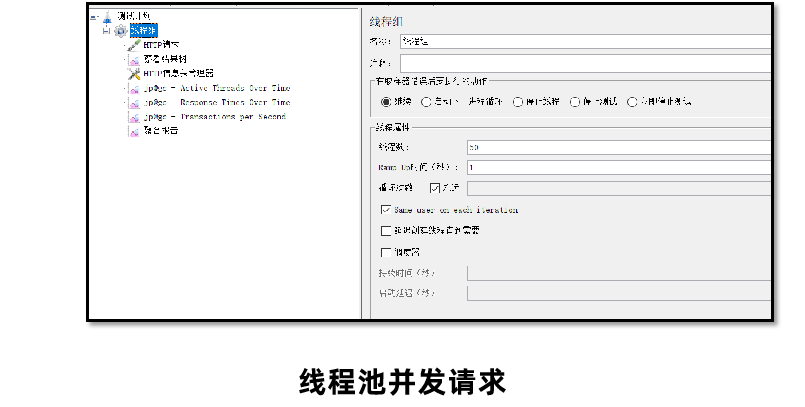 测试计划
线程组
HTTP请求
察看结果树
HTTP信息头管理器
jp@gc - Active Threads Over Time
jp@gc - Response Times Over Time
jp@gc - Transactions per Second
聚合报告
线程组
名称： 线程组
注释：
在取样器错误后要执行的动作
继续 启动下一进程循环 停止线程 停止测试 立即停止测试
线程属性
线程数： 50
Ramp-Up时间（秒）： 1
循环次数 永远
Same user on each iteration
延迟创建线程直到需要
调度器
持续时间（秒）
启动延迟（秒）
线程池并发请求